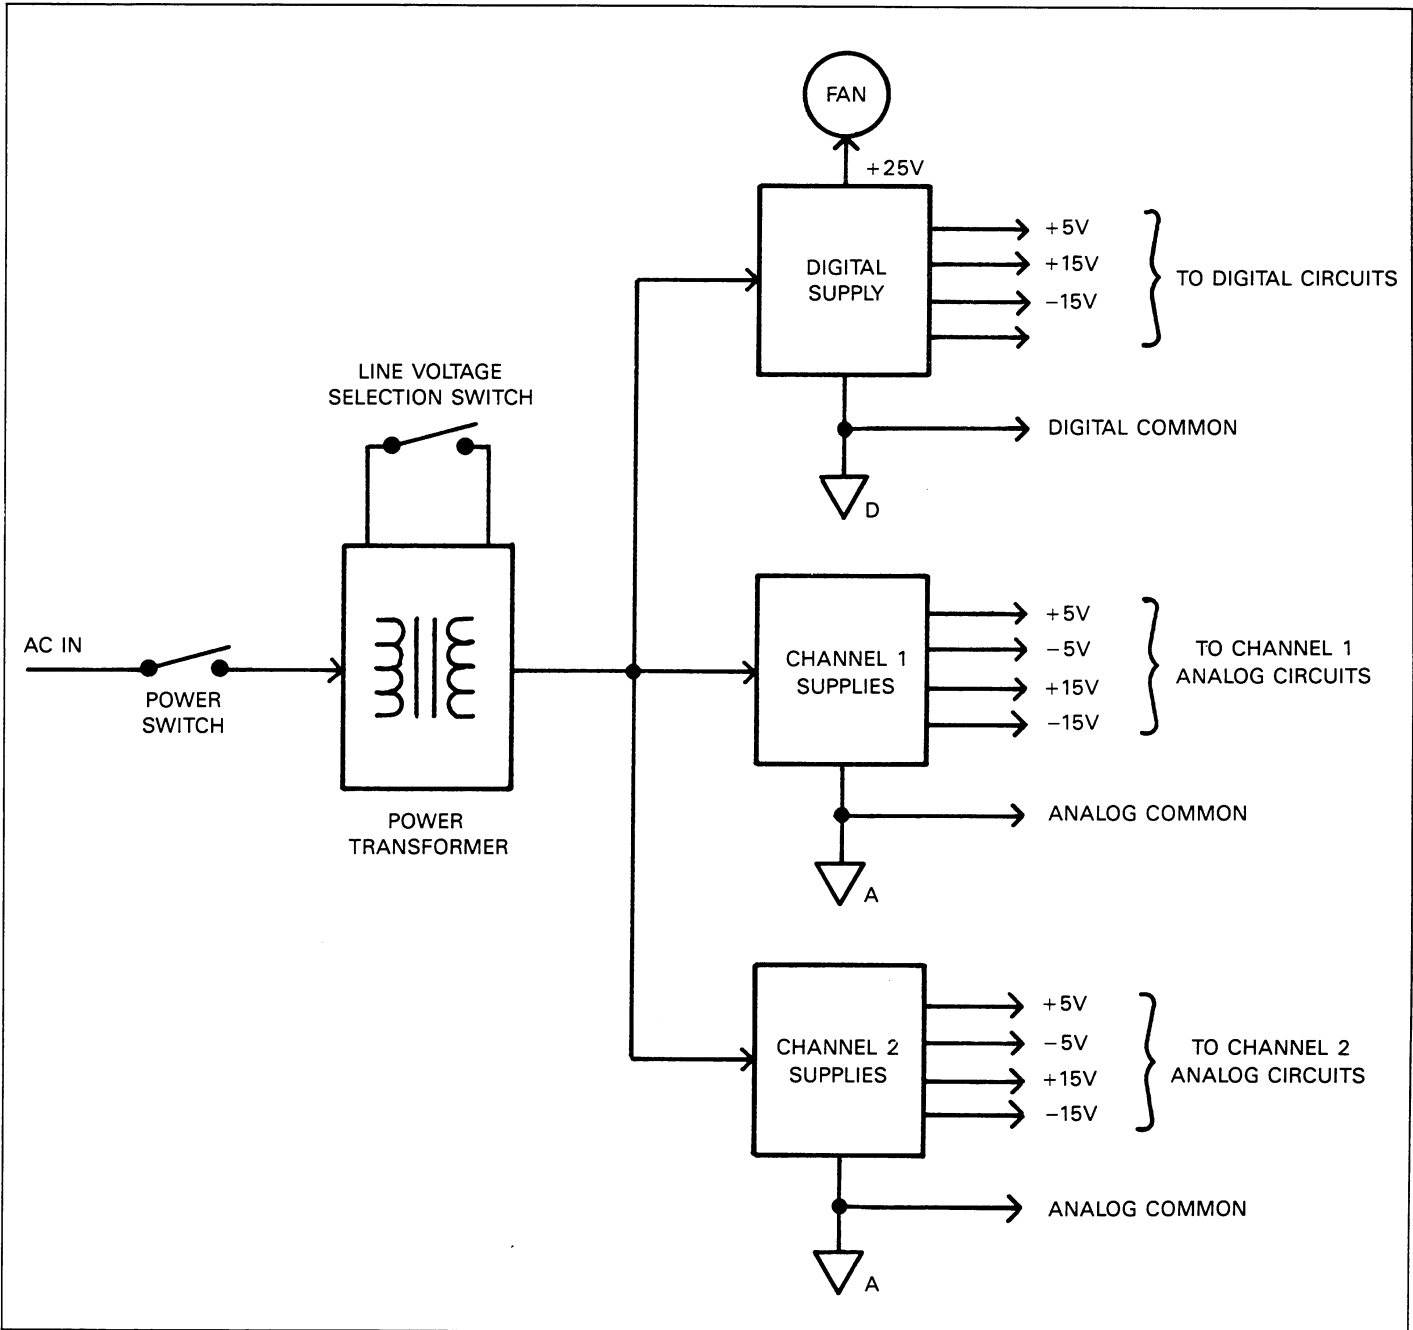 FAN
+25V
DIGITAL
SUPPLY
+5V
+15V
−15V
TO DIGITAL CIRCUITS
DIGITAL COMMON
D
LINE VOLTAGE
SELECTION SWITCH
AC IN
POWER
SWITCH
POWER
TRANSFORMER
CHANNEL 1
SUPPLIES
+5V
−5V
+15V
−15V
TO CHANNEL 1
ANALOG CIRCUITS
ANALOG COMMON
A
CHANNEL 2
SUPPLIES
+5V
−5V
+15V
−15V
TO CHANNEL 2
ANALOG CIRCUITS
ANALOG COMMON
A